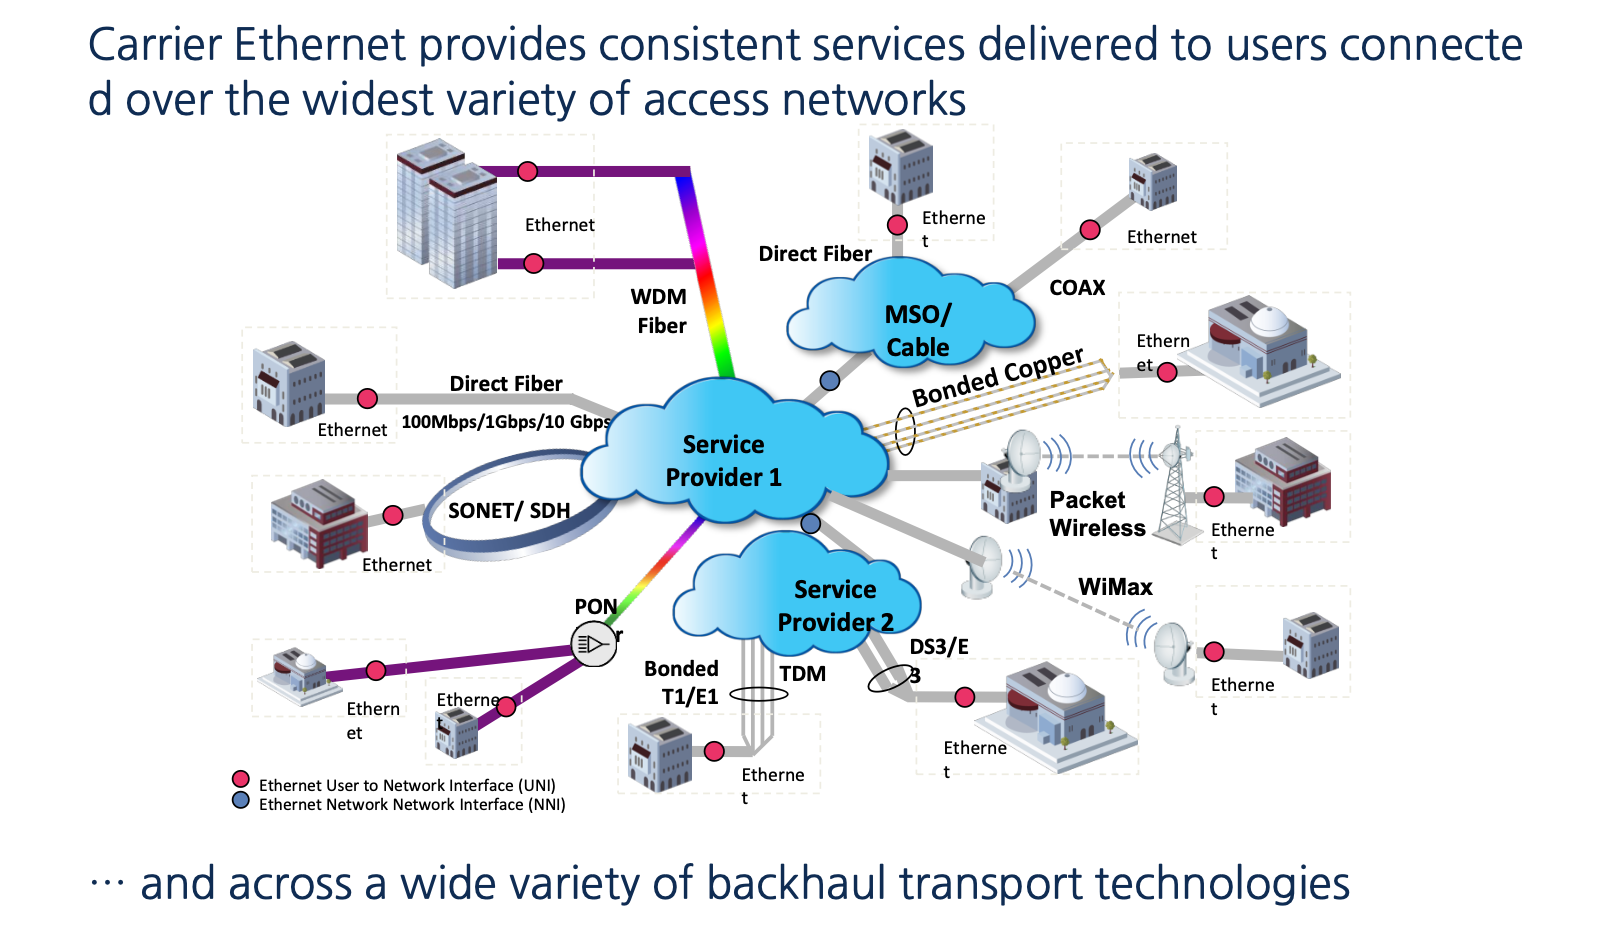 Carrier Ethernet provides consistent services delivered to users connecte
d over the widest variety of access networks
Ethernet
WDM
Fiber
Etherne
t
Direct Fiber
Ethernet
COAX
MSO/
Cable
Ethern
et
Bonded Copper
Direct Fiber
100Mbps/1Gbps/10 Gbps
Ethernet
Service
Provider 1
SONET/ SDH
Ethernet
Packet
Wireless
Etherne
t
WiMax
Etherne
t
PON
r
Ethern
et
Etherne
t
Service
Provider 2
Bonded
T1/E1
TDM
DS3/E
3
Etherne
t
Etherne
t
Ethernet User to Network Interface (UNI)
Ethernet Network Network Interface (NNI)
… and across a wide variety of backhaul transport technologies